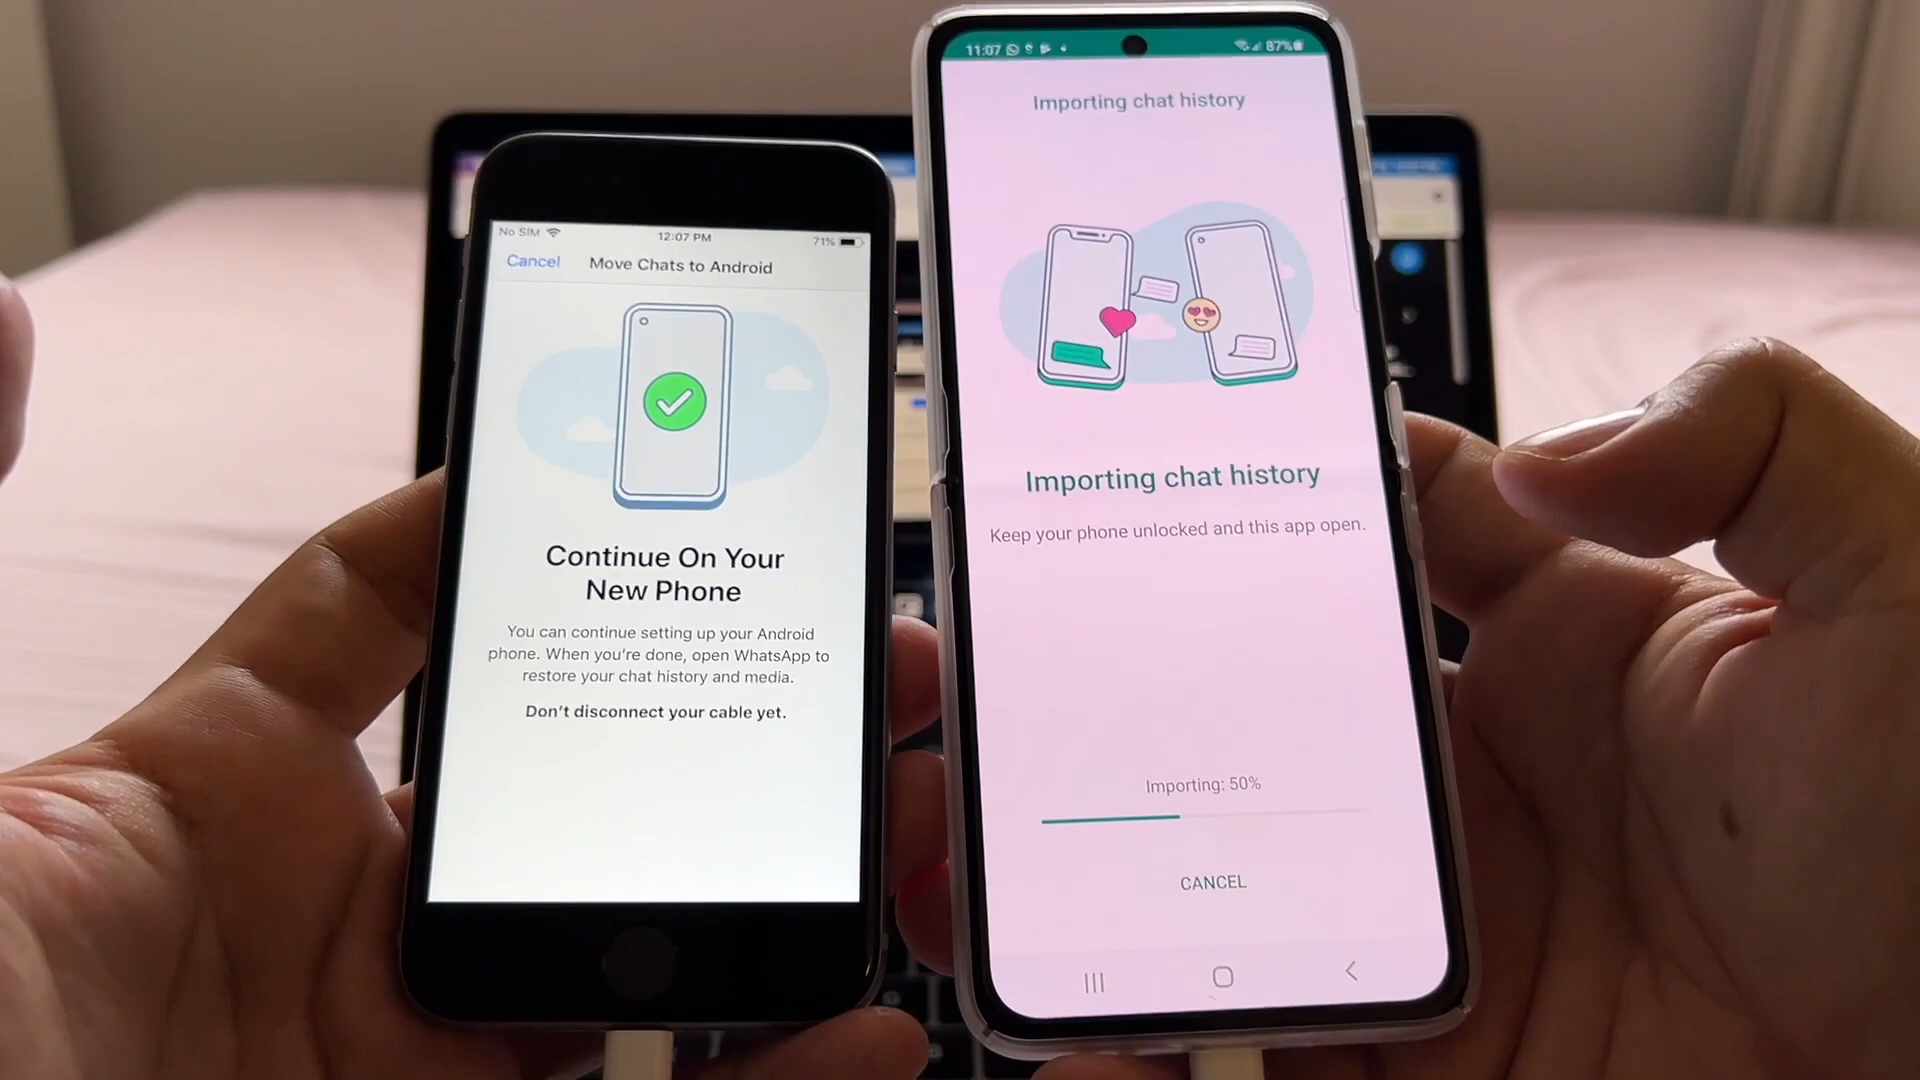 No SIM
12:07 PM
71%
Cancel
Move Chats to Android
Continue On Your
New Phone
You can continue setting up your Android
phone. When you're done, open WhatsApp to
restore your chat history and media.
Don't disconnect your cable yet.
11:07
87%
Importing chat history
Importing chat history
Keep your phone unlocked and this app open.
Importing: 50%
CANCEL